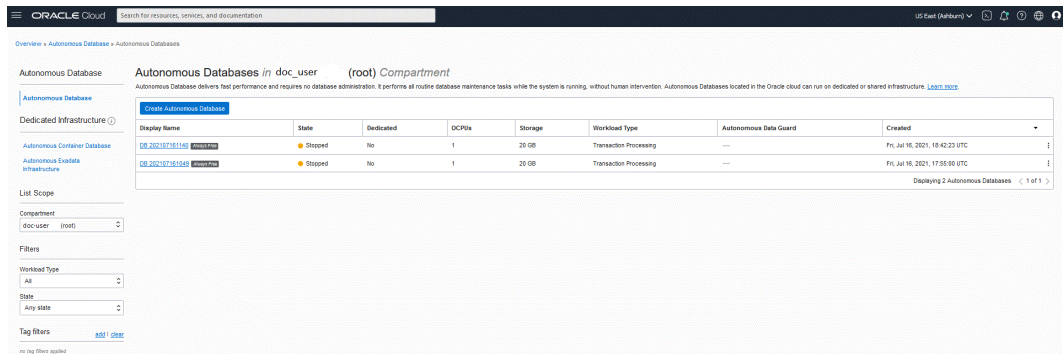 ORACLE Cloud
Search for resources, services, and documentation
US East (Ashburn)
Overview » Autonomous Database » Autonomous Databases
Autonomous Database
Autonomous Database
Dedicated Infrastructure
Autonomous Container Database
Autonomous Exadata
Infrastructure
List Scope
Compartment
doc-user (root)
Filters
Workload Type
All
State
Any state
Tag filters add | clear
no tag filters applied
Autonomous Databases in doc_user (root) Compartment
Autonomous Database delivers fast performance and requires no database administration. It performs all routine database maintenance tasks while the system is running, without human intervention. Autonomous Databases located in the Oracle cloud can run on dedicated or shared infrastructure. Learn more.
Create Autonomous Database
Display Name State Dedicated OCPUs Storage Workload Type Autonomous Data Guard Created
DB 202107161140 Always Free Stopped No 1 20 GB Transaction Processing — Fri, Jul 16, 2021, 18:42:23 UTC
DB 202107161049 Always Free Stopped No 1 20 GB Transaction Processing — Fri, Jul 16, 2021, 17:55:00 UTC
Displaying 2 Autonomous Databases < 1 of 1 >